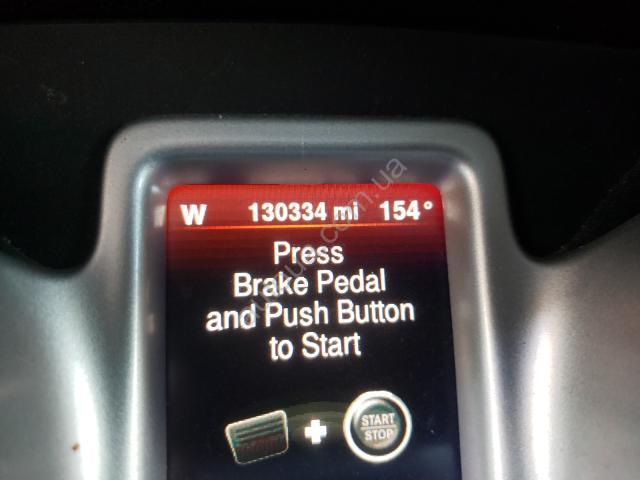 W 130334 mi 154°
Press
Brake Pedal
and Push Button
to Start
START
STOP